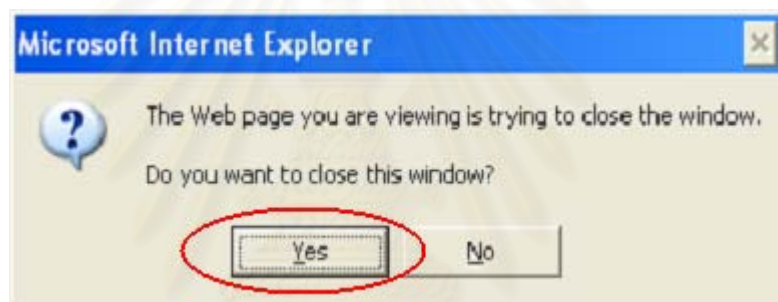 Microsoft Internet Explorer
The Web page you are viewing is trying to close the window.
Do you want to close this window?
Yes No